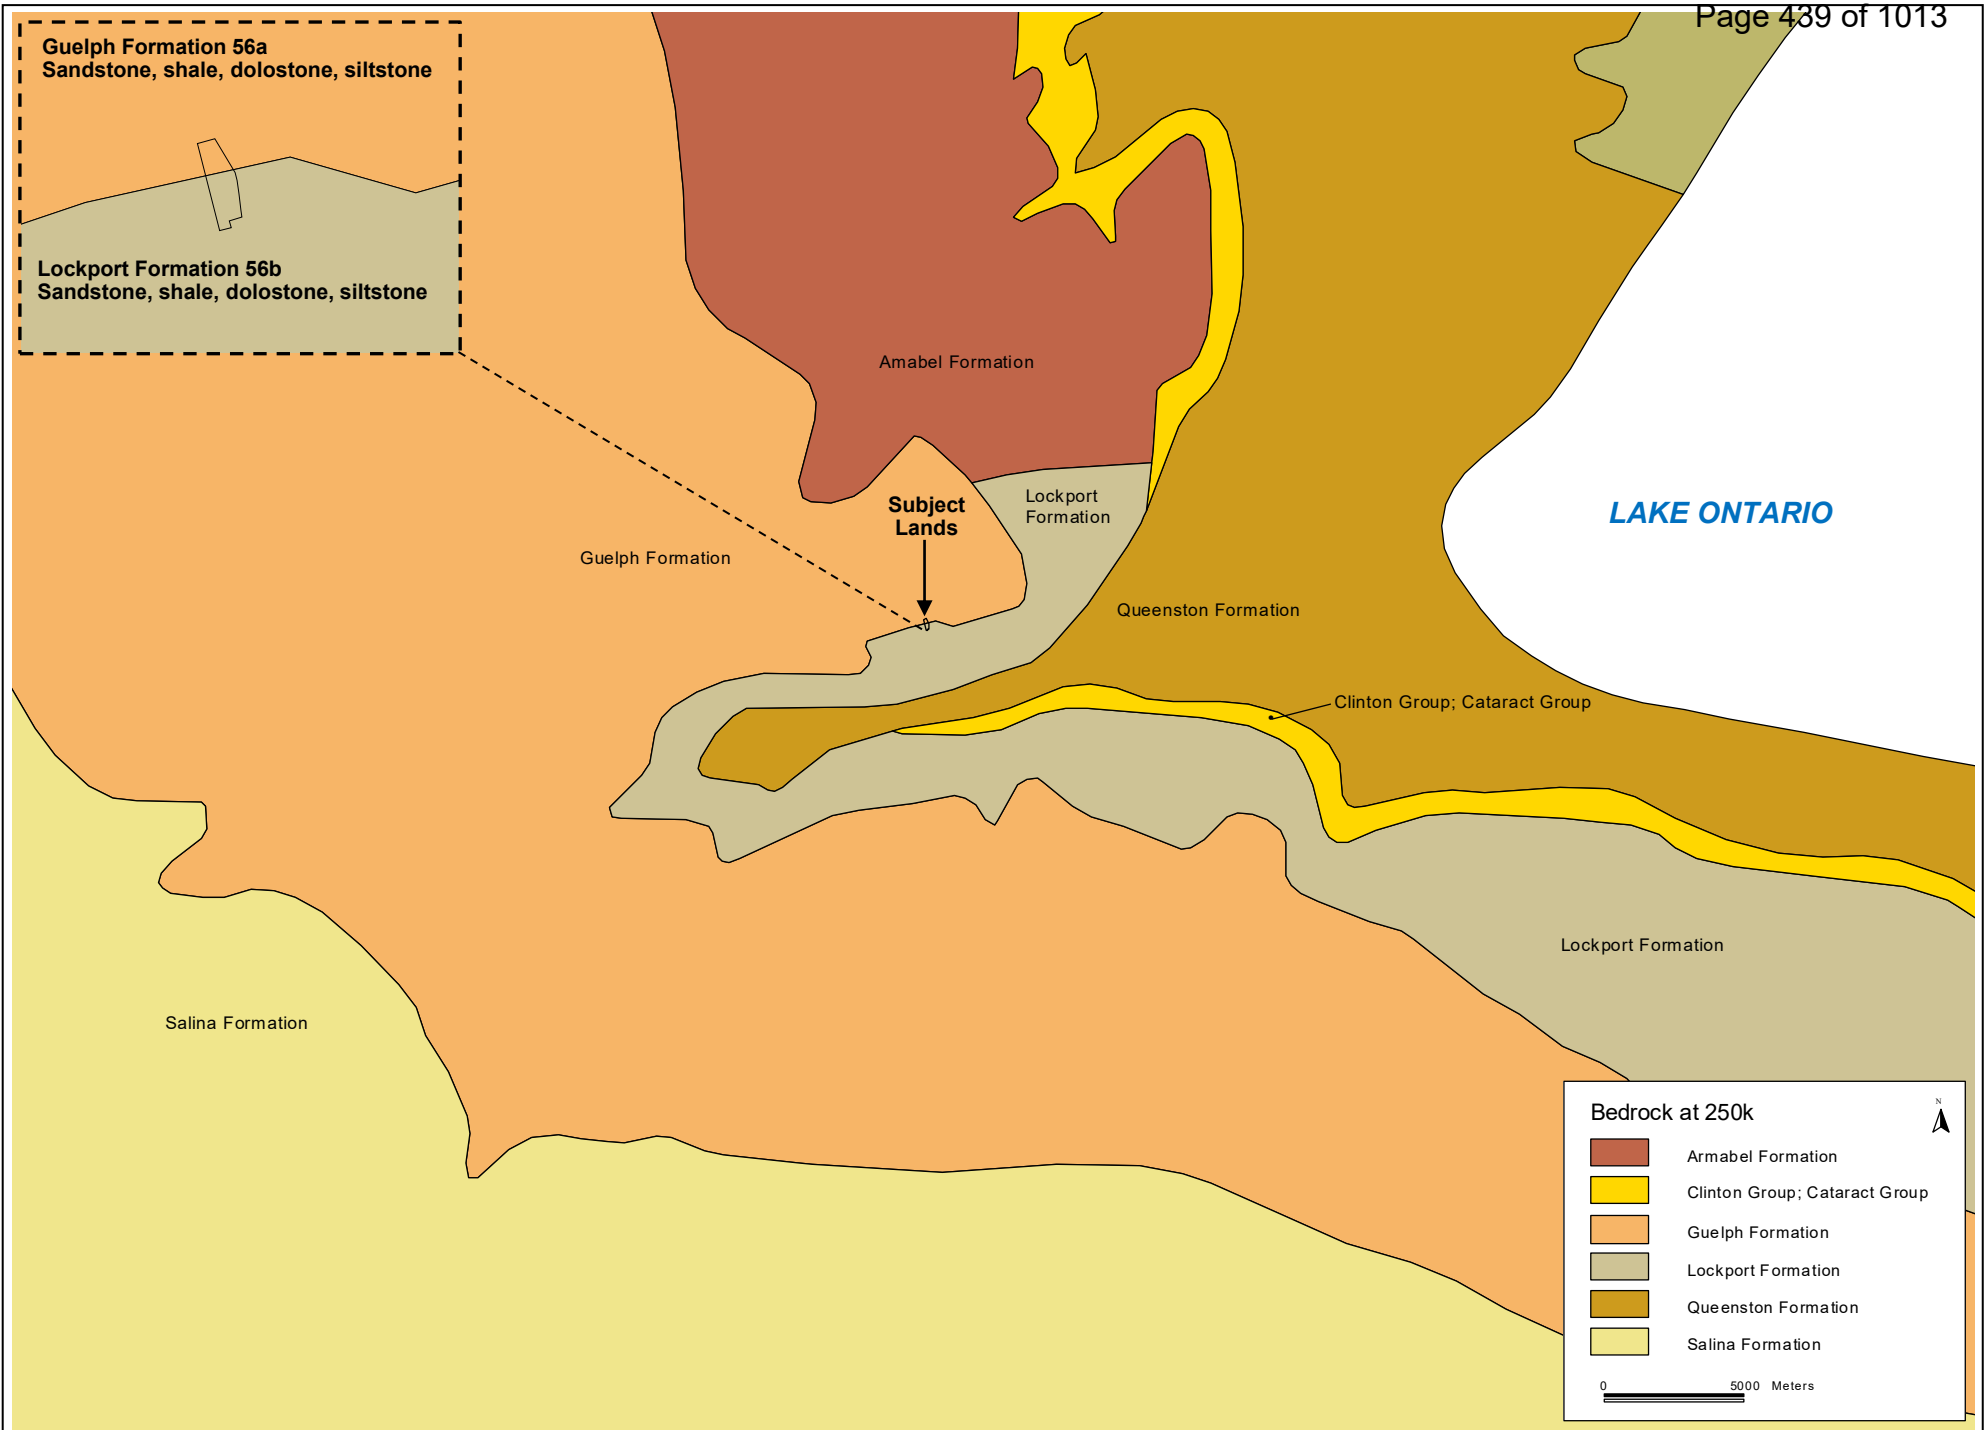 Page 439 of 1013
Guelph Formation 56a
Sandstone, shale, dolostone, siltstone
Lockport Formation 56b
Sandstone, shale, dolostone, siltstone
Amabel Formation
Lockport
Formation
Subject
Lands
LAKE ONTARIO
Guelph Formation
Queenston Formation
Clinton Group; Cataract Group
Lockport Formation
Salina Formation
Bedrock at 250k
N
Armabel Formation
Clinton Group; Cataract Group
Guelph Formation
Lockport Formation
Queenston Formation
Salina Formation
0 5000 Meters